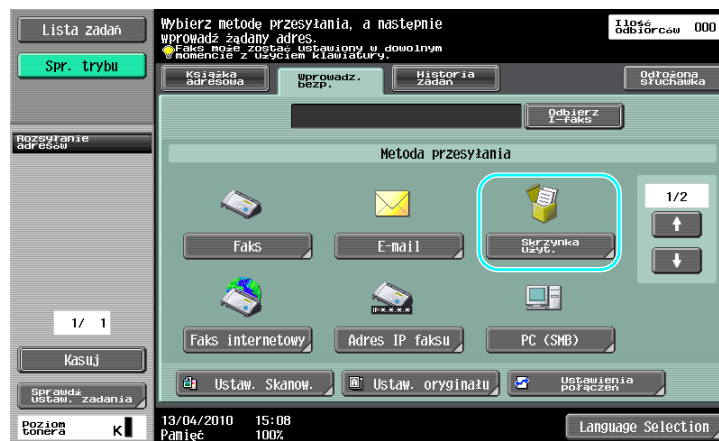 Lista zadań
Spr. trybu
Wybierz metodę przesyłania, a następnie
wprowadź żądany adres.
Faks może zostać ustawiony w dowolnym
momencie z użyciem klawiatury.
Ilość
odbiorców 000
Książka
adresowa
Wprowadz.
bezp.
Historia
zadań
Odłożona
słuchawka
Odbierz
I-faks
Rozsyłanie
adresów
Metoda przesyłania
Faks
E-mail
Skrzynka
użyt.
1/2
IP:*.*.*.*
Faks internetowy
Adres IP faksu
PC (SMB)
1/ 1
Kasuj
Sprawdź
ustaw. zadania
Ustaw. Skanow.
Ustaw. oryginału
Ustawienia
połączeń
Poziom
tonera K
13/04/2010 15:08
Pamięć 100%
Language Selection